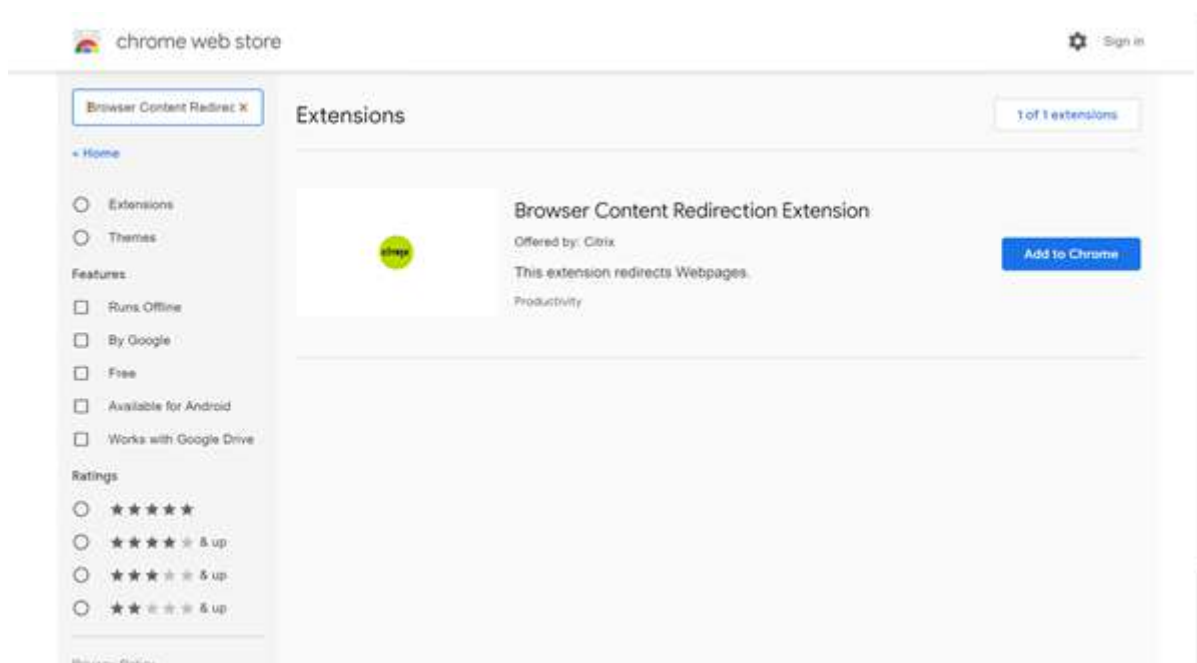 chrome web store
Sign in
Browser Content Redirec ×
Extensions
1 of 1 extensions
« Home
Extensions
Themes
Features
Runs Offline
By Google
Free
Available for Android
Works with Google Drive
Ratings
& up
& up
& up
citrix
Browser Content Redirection Extension
Offered by: Citrix
This extension redirects Webpages.
Productivity
Add to Chrome
Privacy Policy